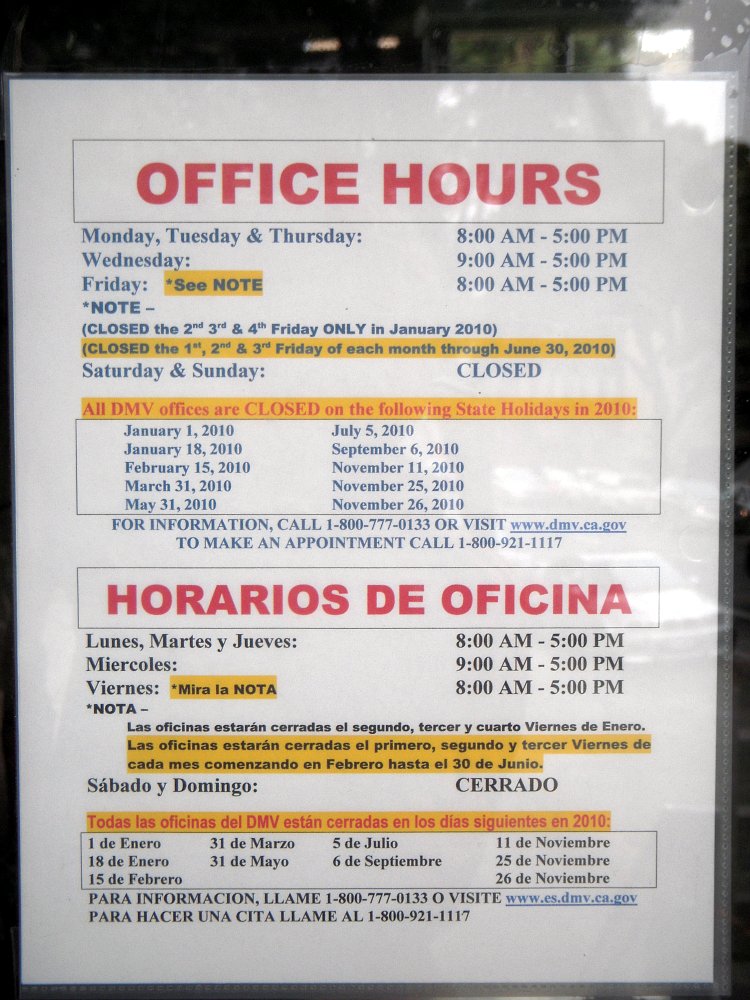 OFFICE HOURS
Monday, Tuesday & Thursday: 8:00 AM - 5:00 PM
Wednesday: 9:00 AM - 5:00 PM
Friday: *See NOTE 8:00 AM - 5:00 PM
*NOTE –
(CLOSED the 2nd 3rd & 4th Friday ONLY in January 2010)
(CLOSED the 1st, 2nd & 3rd Friday of each month through June 30, 2010)
Saturday & Sunday: CLOSED
All DMV offices are CLOSED on the following State Holidays in 2010:
January 1, 2010 July 5, 2010
January 18, 2010 September 6, 2010
February 15, 2010 November 11, 2010
March 31, 2010 November 25, 2010
May 31, 2010 November 26, 2010
FOR INFORMATION, CALL 1-800-777-0133 OR VISIT www.dmv.ca.gov
TO MAKE AN APPOINTMENT CALL 1-800-921-1117
HORARIOS DE OFICINA
Lunes, Martes y Jueves: 8:00 AM - 5:00 PM
Miercoles: 9:00 AM - 5:00 PM
Viernes: *Mira la NOTA 8:00 AM - 5:00 PM
*NOTA –
Las oficinas estarán cerradas el segundo, tercer y cuarto Viernes de Enero.
Las oficinas estarán cerradas el primero, segundo y tercer Viernes de
cada mes comenzando en Febrero hasta el 30 de Junio.
Sábado y Domingo: CERRADO
Todas las oficinas del DMV están cerradas en los días siguientes en 2010:
1 de Enero 31 de Marzo 5 de Julio 11 de Noviembre
18 de Enero 31 de Mayo 6 de Septiembre 25 de Noviembre
15 de Febrero 26 de Noviembre
PARA INFORMACION, LLAME 1-800-777-0133 O VISITE www.es.dmv.ca.gov
PARA HACER UNA CITA LLAME AL 1-800-921-1117